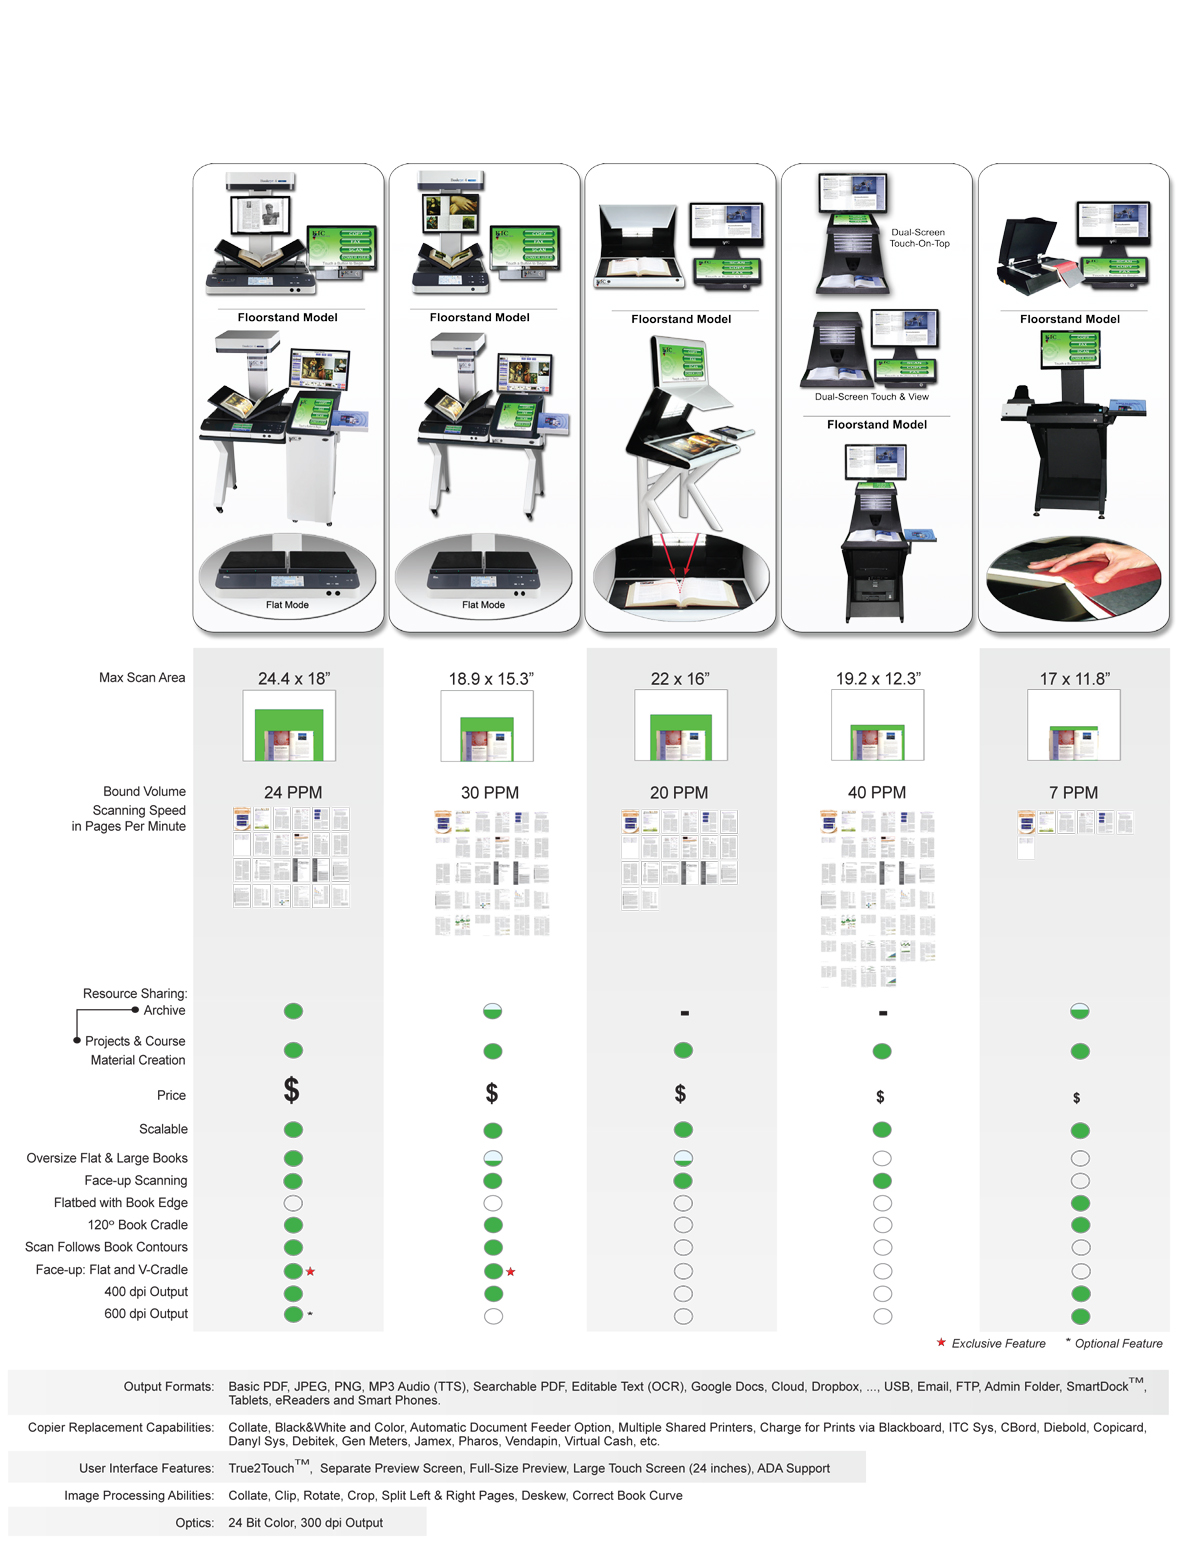 Dual-Screen
Touch-On-Top
Floorstand Model
Floorstand Model
Floorstand Model
Floorstand Model
Dual-Screen Touch & View
Floorstand Model
Flat Mode
Flat Mode
Max Scan Area
24.4 x 18”
18.9 x 15.3”
22 x 16”
19.2 x 12.3”
17 x 11.8”
Bound Volume
Scanning Speed
in Pages Per Minute
24 PPM
30 PPM
20 PPM
40 PPM
7 PPM
Resource Sharing:
Archive
Projects & Course
Material Creation
Price
$ $ $ $ $
Scalable
Oversize Flat & Large Books
Face-up Scanning
Flatbed with Book Edge
120º Book Cradle
Scan Follows Book Contours
Face-up: Flat and V-Cradle
400 dpi Output
600 dpi Output *
Exclusive Feature * Optional Feature
Output Formats: Basic PDF, JPEG, PNG, MP3 Audio (TTS), Searchable PDF, Editable Text (OCR), Google Docs, Cloud, Dropbox, ..., USB, Email, FTP, Admin Folder, SmartDock™,
Tablets, eReaders and Smart Phones.
Copier Replacement Capabilities: Collate, Black&White and Color, Automatic Document Feeder Option, Multiple Shared Printers, Charge for Prints via Blackboard, ITC Sys, CBord, Diebold, Copicard,
Danyl Sys, Debitek, Gen Meters, Jamex, Pharos, Vendapin, Virtual Cash, etc.
User Interface Features: True2Touch™, Separate Preview Screen, Full-Size Preview, Large Touch Screen (24 inches), ADA Support
Image Processing Abilities: Collate, Clip, Rotate, Crop, Split Left & Right Pages, Deskew, Correct Book Curve
Optics: 24 Bit Color, 300 dpi Output